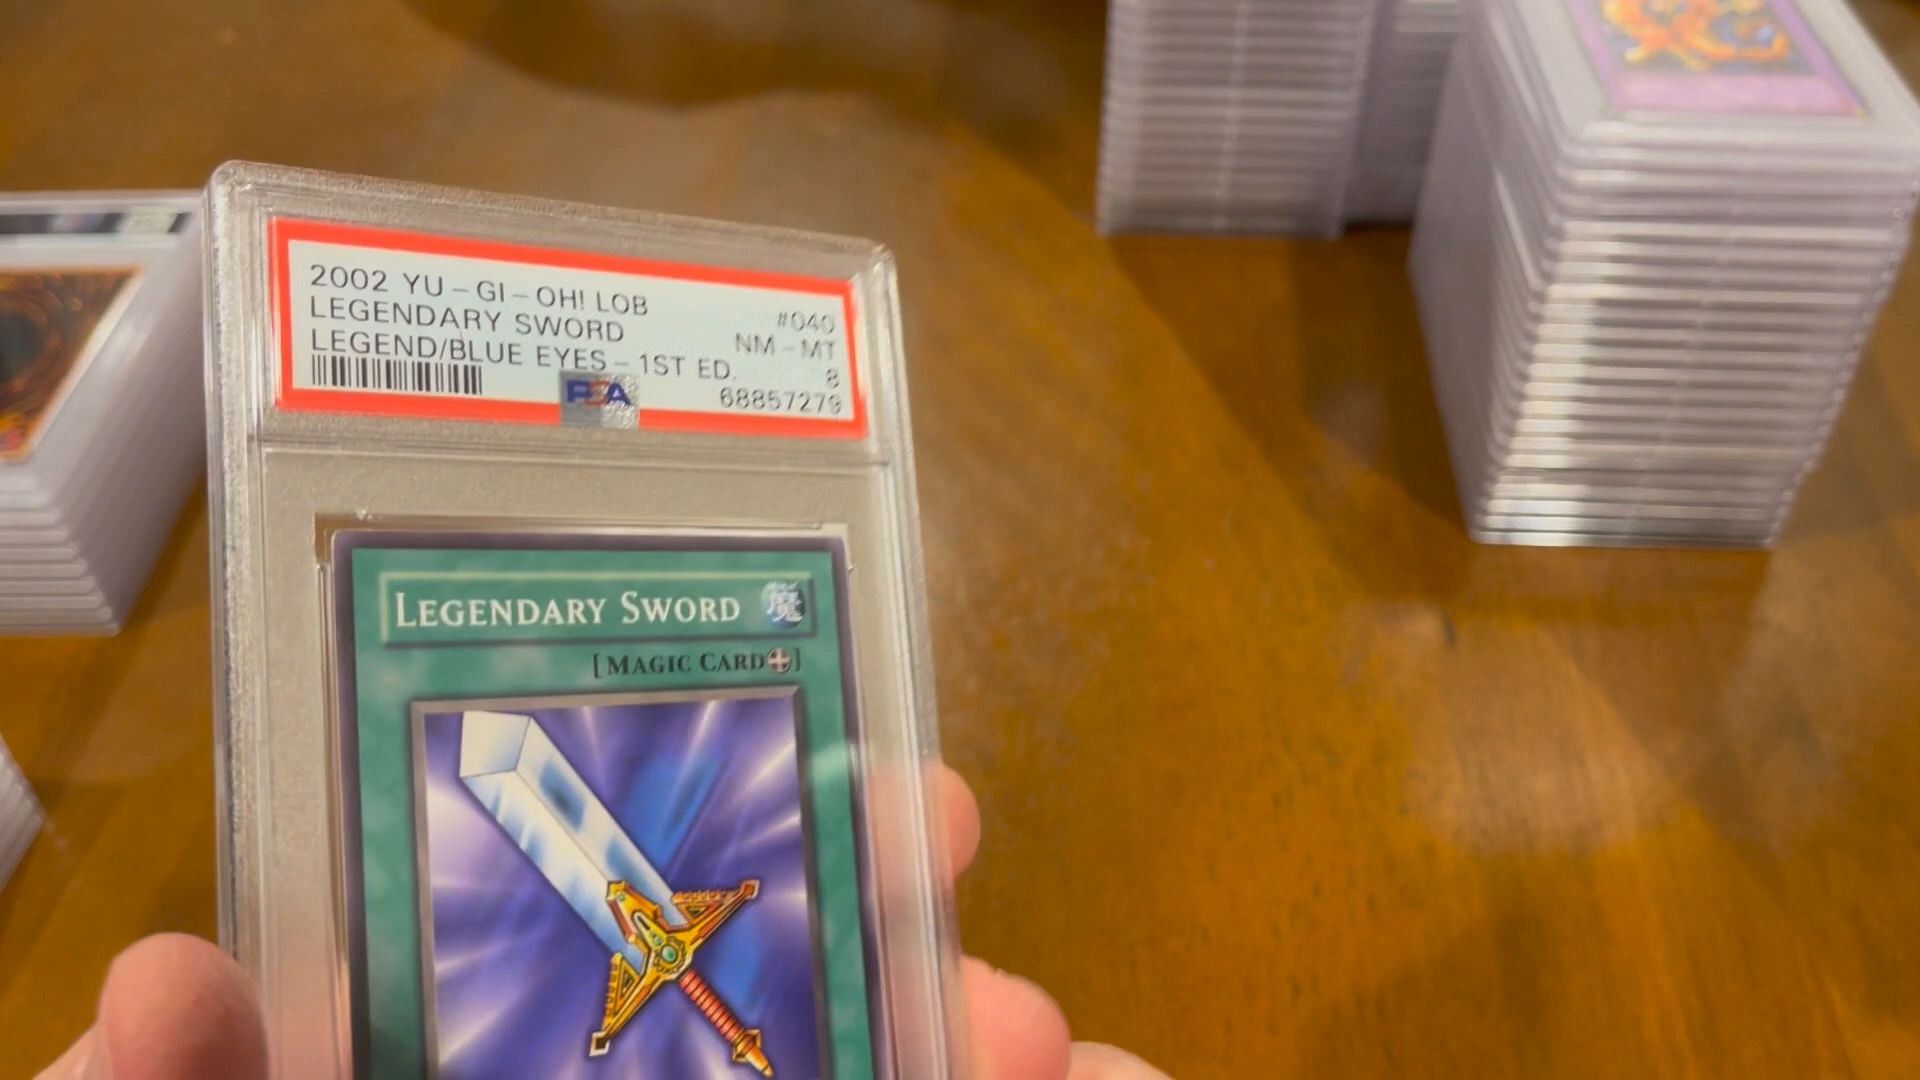 2002 YU-GI-OH! LOB
LEGENDARY SWORD
LEGEND/BLUE EYES-1ST ED.
#040
NM-MT
8
PSA
68857279
LEGENDARY SWORD 魔
[MAGIC CARD]